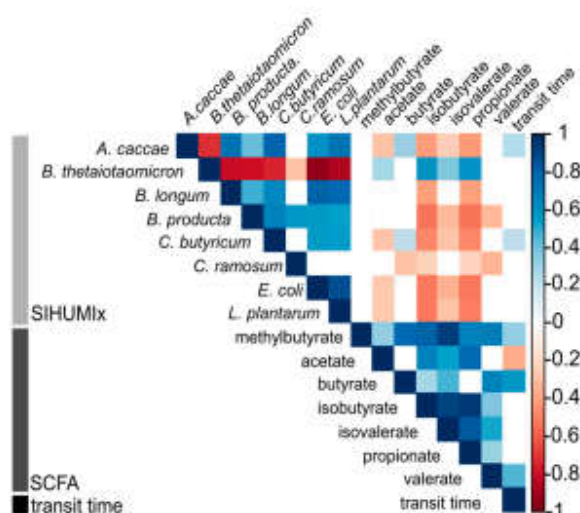 A.caccae
B.thetaiotaomicron
B. producta.
B.longum
C.butyricum
C.ramosum
E. coli
L.plantarum
methylbutyrate
acetate
butyrate
isobutyrate
isovalerate
propionate
valerate
transit time
A. caccae
B. thetaiotaomicron
B. longum
B. producta
C. butyricum
C. ramosum
E. coli
L. plantarum
SIHUMIx
methylbutyrate
acetate
butyrate
isobutyrate
isovalerate
propionate
valerate
SCFA
transit time
transit time
1
0.8
0.6
0.4
0.2
0
-0.2
-0.4
-0.6
-0.8
1